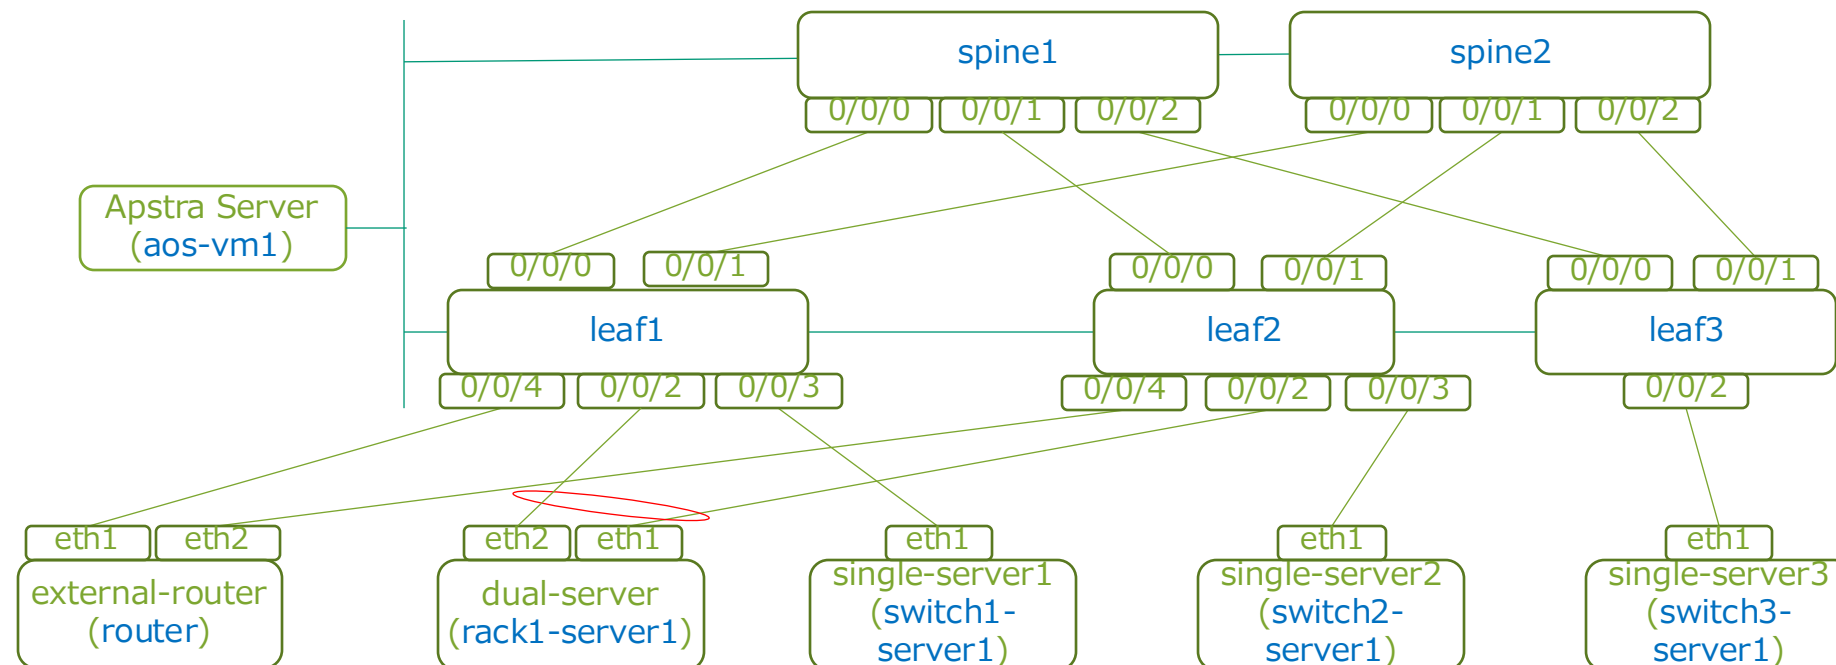 spine1
spine2
0/0/0
0/0/1
0/0/2
0/0/0
0/0/1
0/0/2
Apstra Server
(aos-vm1)
0/0/0
0/0/1
0/0/0
0/0/1
0/0/0
0/0/1
leaf1
leaf2
leaf3
0/0/4
0/0/2
0/0/3
0/0/4
0/0/2
0/0/3
0/0/2
eth1
eth2
eth2
eth1
eth1
eth1
eth1
external-router
(router)
dual-server
(rack1-server1)
single-server1
(switch1-
server1)
single-server2
(switch2-
server1)
single-server3
(switch3-
server1)